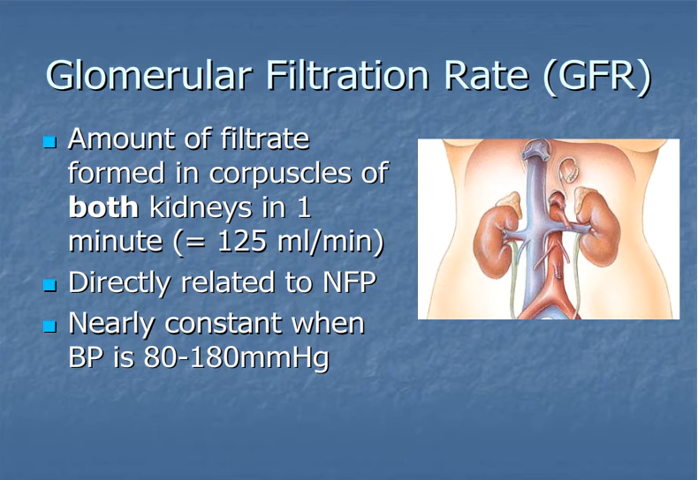 Glomerular Filtration Rate (GFR)
Amount of filtrate
formed in corpuscles of
both kidneys in 1
minute (= 125 ml/min)
Directly related to NFP
Nearly constant when
BP is 80-180mmHg